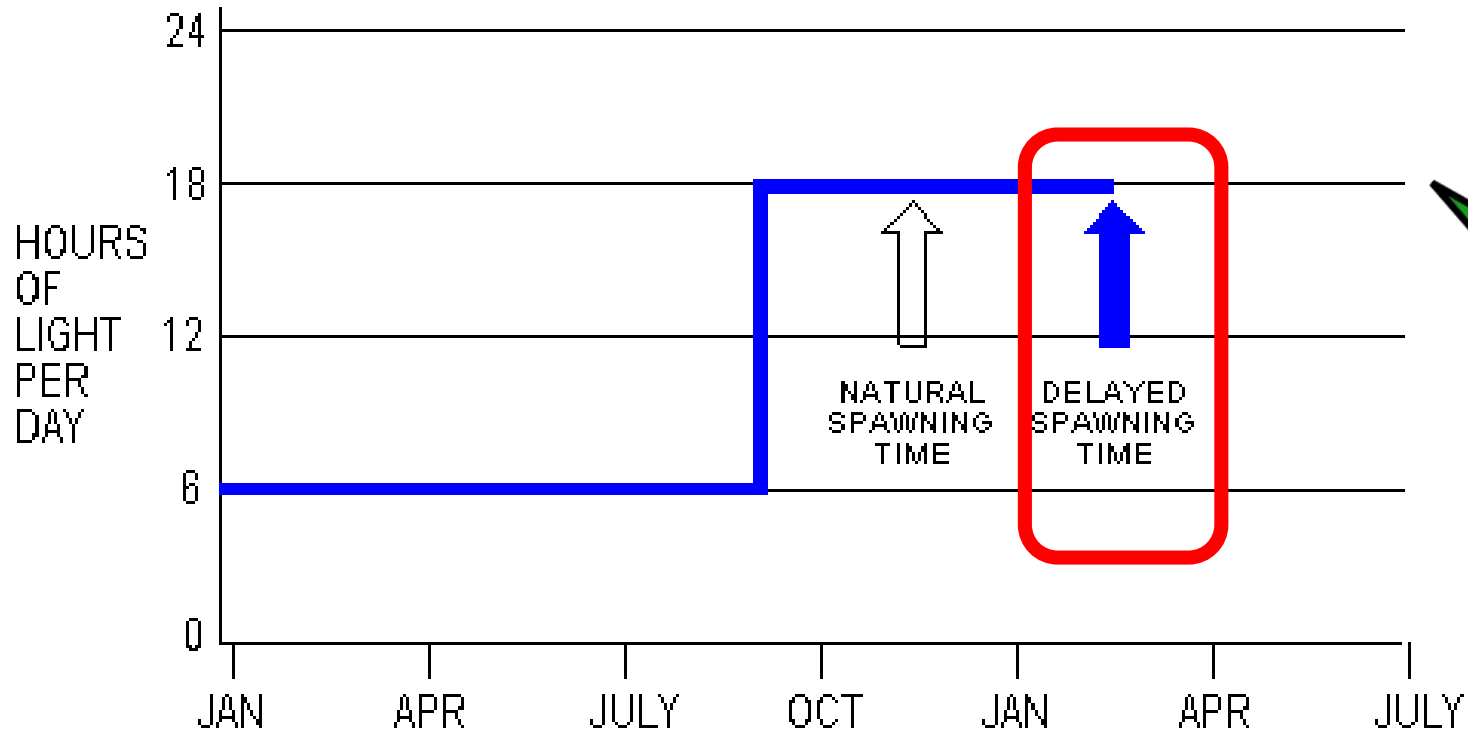 24
18
HOURS
OF
LIGHT
PER
DAY
12
6
0
NATURAL
SPAWNING
TIME
DELAYED
SPAWNING
TIME
JAN APR JULY OCT JAN APR JULY